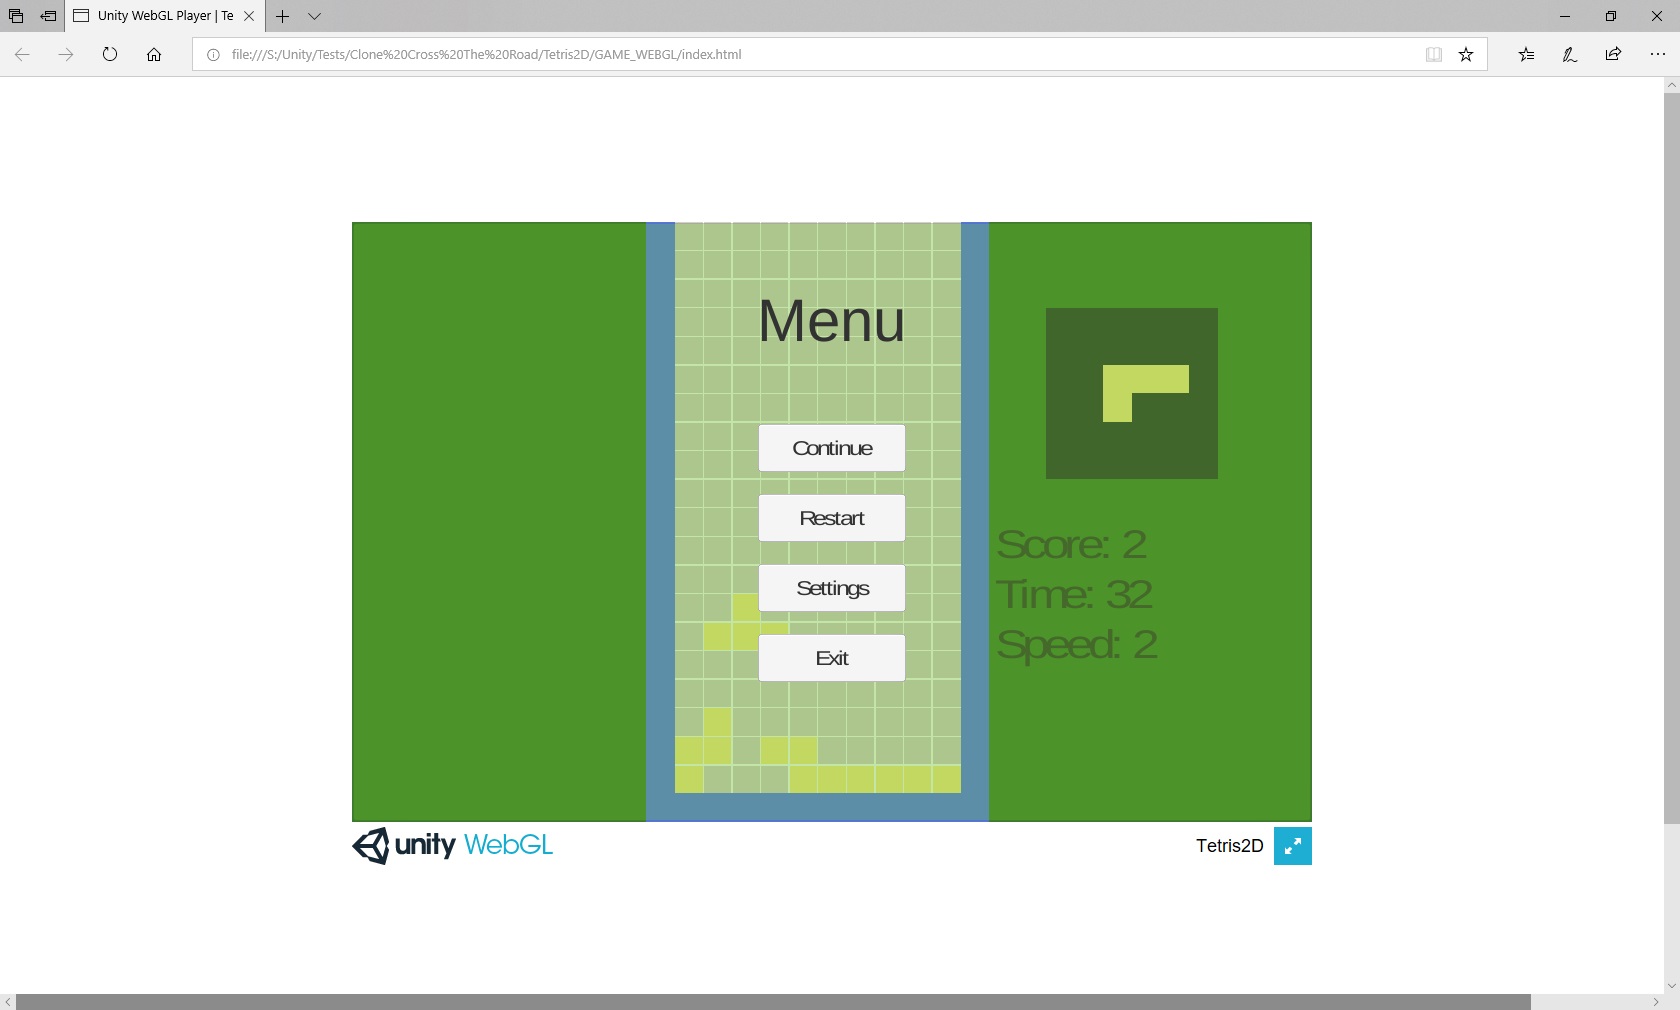 Unity WebGL Player | Te
file:///S:/Unity/Tests/Clone%20Cross%20The%20Road/Tetris2D/GAME_WEBGL/index.html
Menu
Continue
Restart
Settings
Exit
Score: 2
Time: 32
Speed: 2
unity WebGL
Tetris2D